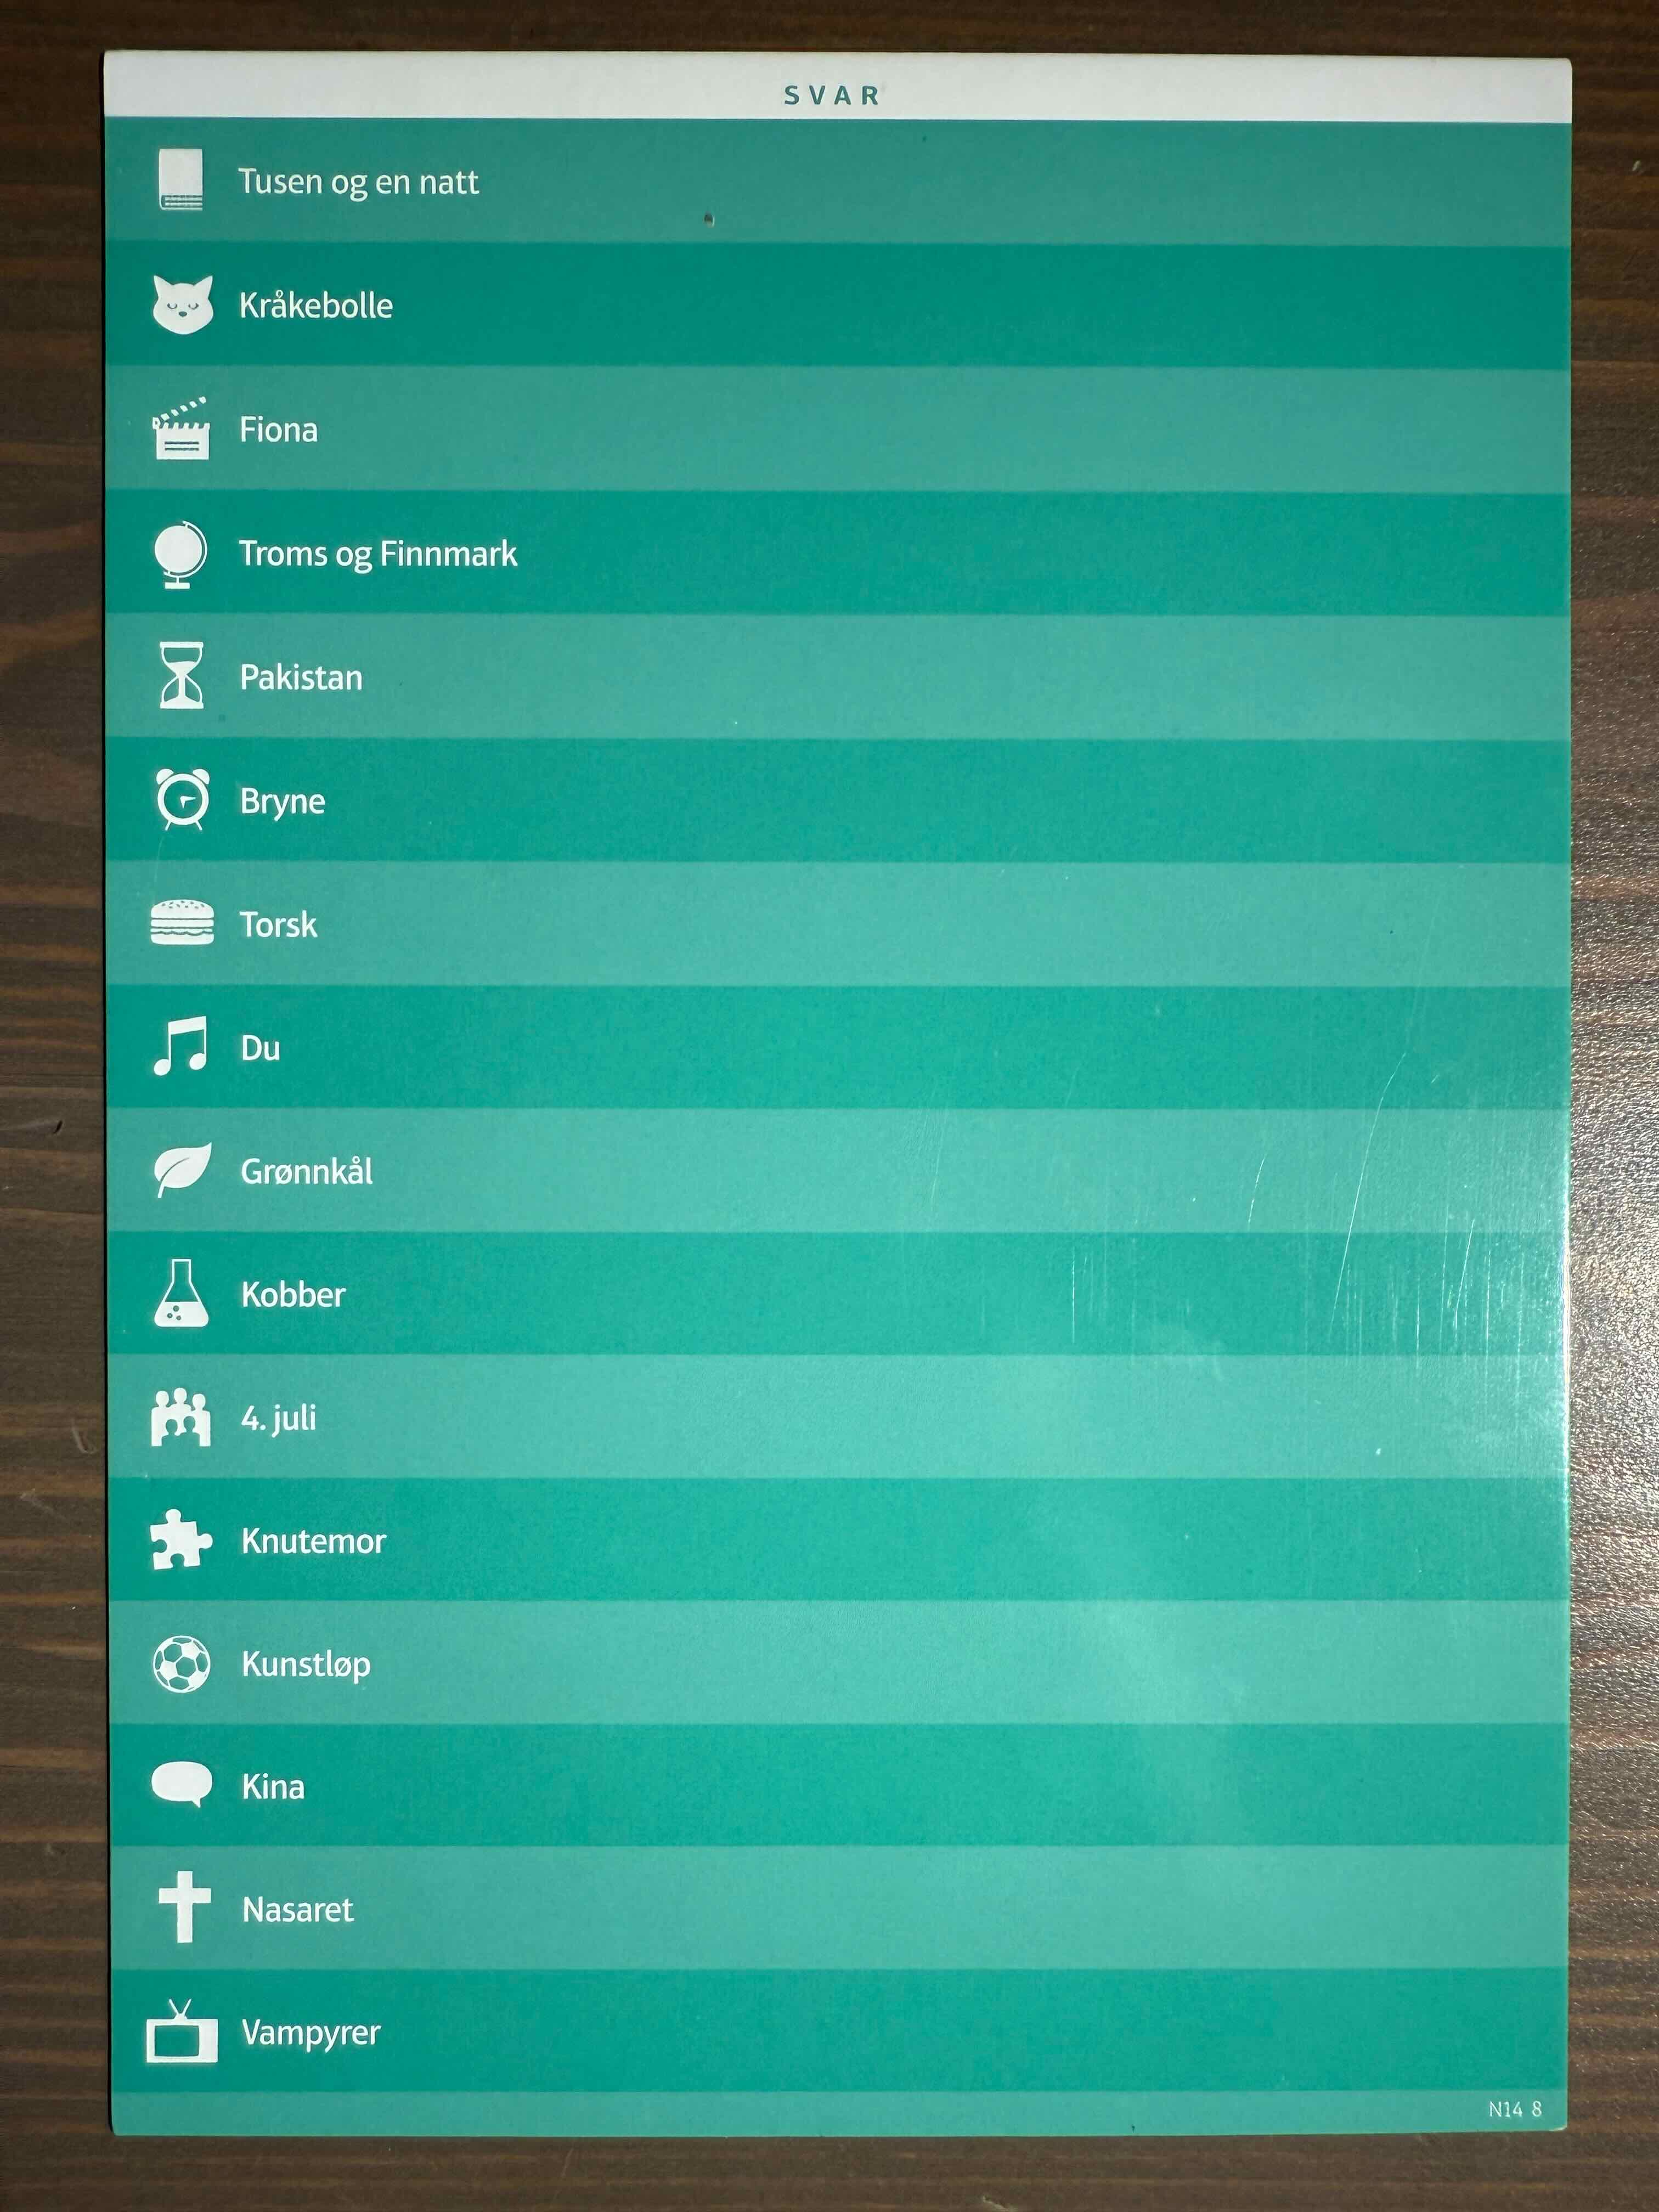 SVAR
Tusen og en natt
Kråkebolle
Fiona
Troms og Finnmark
Pakistan
Bryne
Torsk
Du
Grønnkål
Kobber
4. juli
Knutemor
Kunstløp
Kina
Nasaret
Vampyrer
N14 8